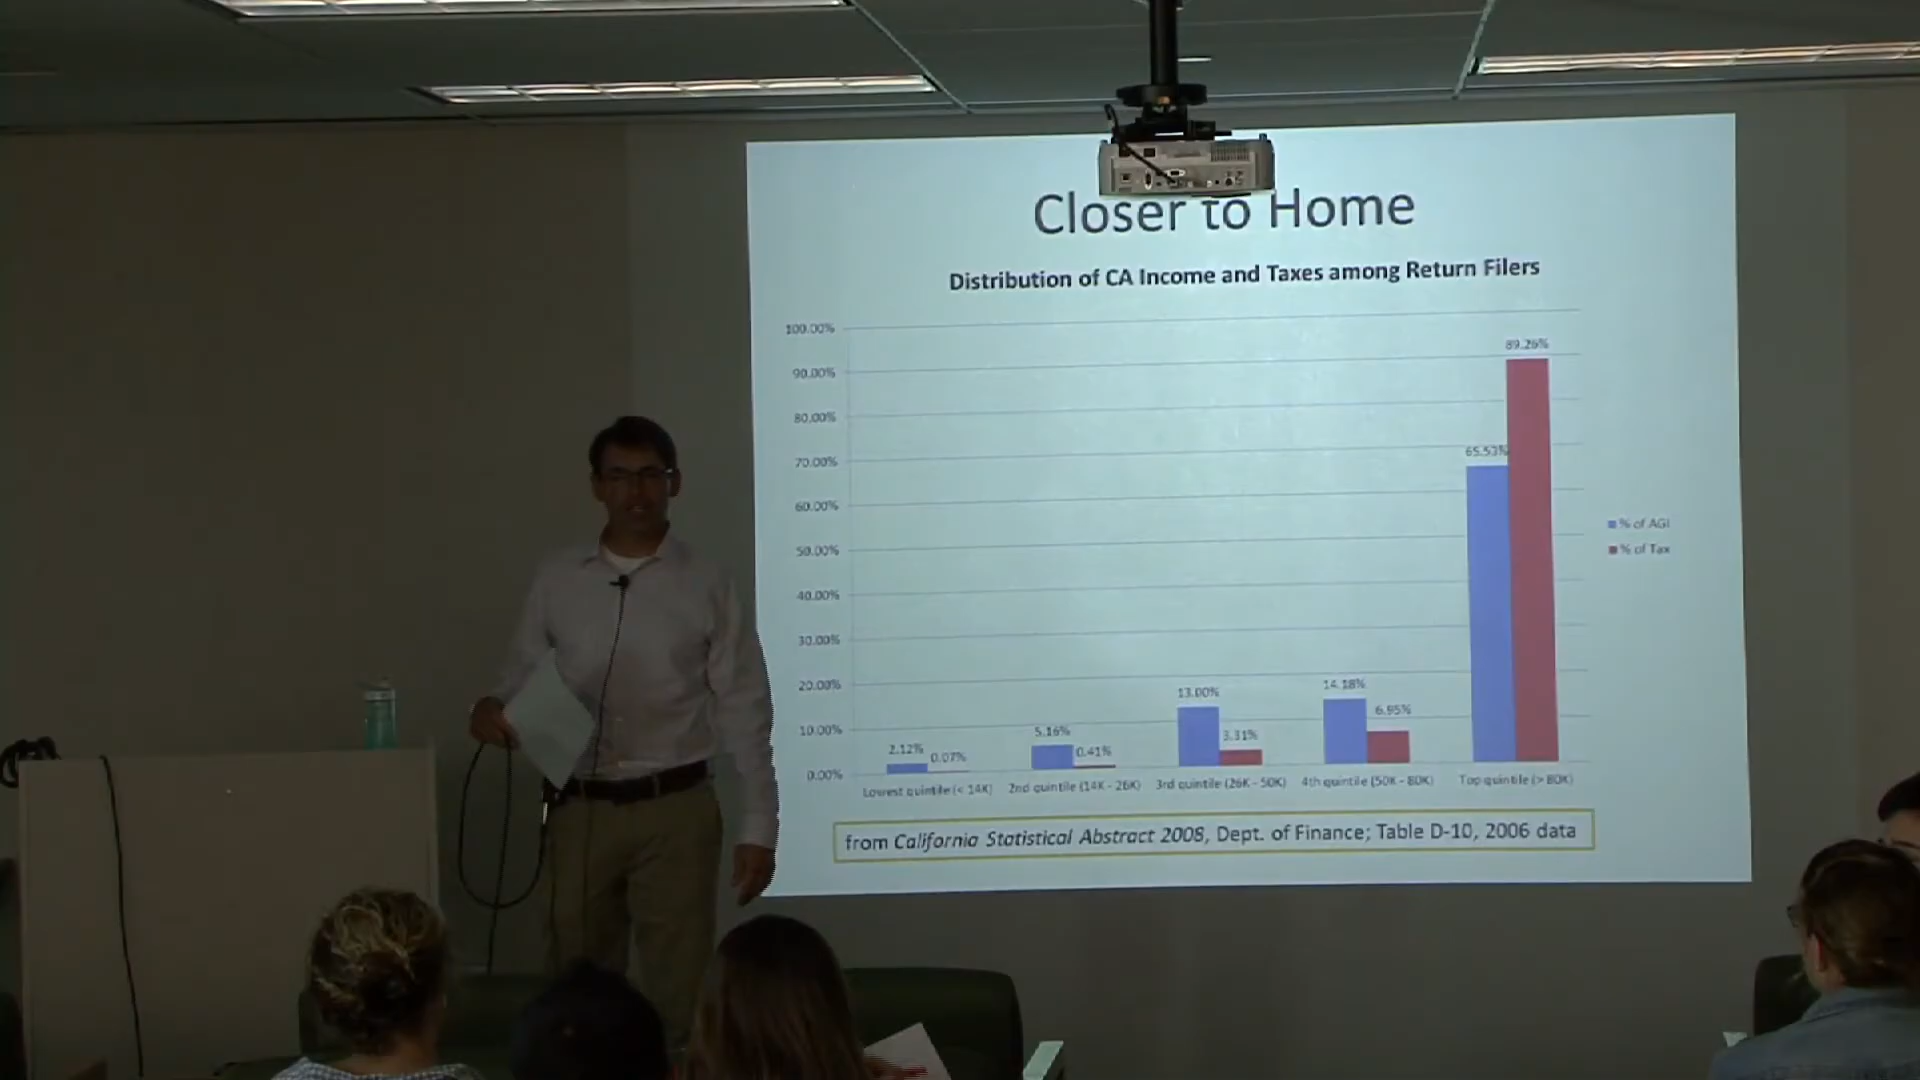 Closer to Home
Distribution of CA Income and Taxes among Return Filers
100.00%
90.00%
80.00%
70.00%
60.00%
50.00%
40.00%
30.00%
20.00%
10.00%
0.00%
2.12%
0.07%
5.16%
0.41%
13.00%
3.31%
14.18%
6.95%
65.53%
89.26%
% of AGI
% of Tax
Lowest quintile (< 14K)
2nd quintile (14K - 26K)
3rd quintile (26K - 50K)
4th quintile (50K - 80K)
Top quintile (> 80K)
from California Statistical Abstract 2008, Dept. of Finance; Table D-10, 2006 data